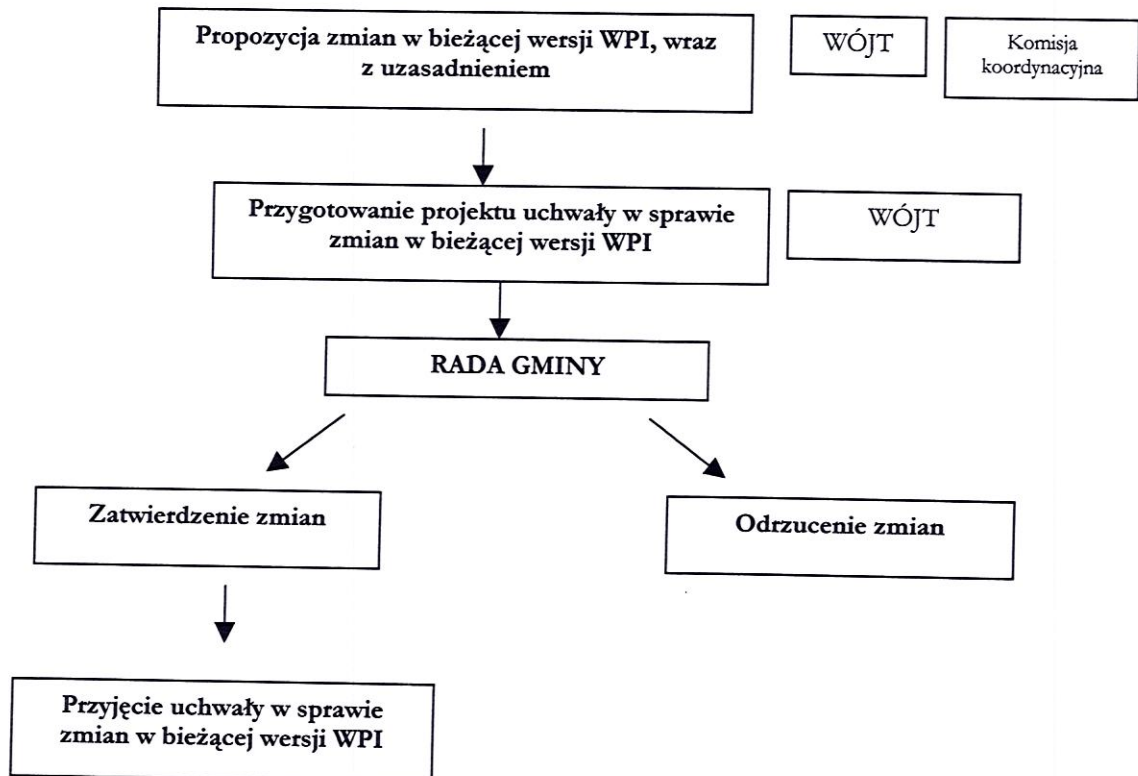 Propozycja zmian w bieżącej wersji WPI, wraz
z uzasadnieniem
WÓJT
Komisja
koordynacyjna
Przygotowanie projektu uchwały w sprawie
zmian w bieżącej wersji WPI
WÓJT
RADA GMINY
Zatwierdzenie zmian
Odrzucenie zmian
Przyjęcie uchwały w sprawie
zmian w bieżącej wersji WPI